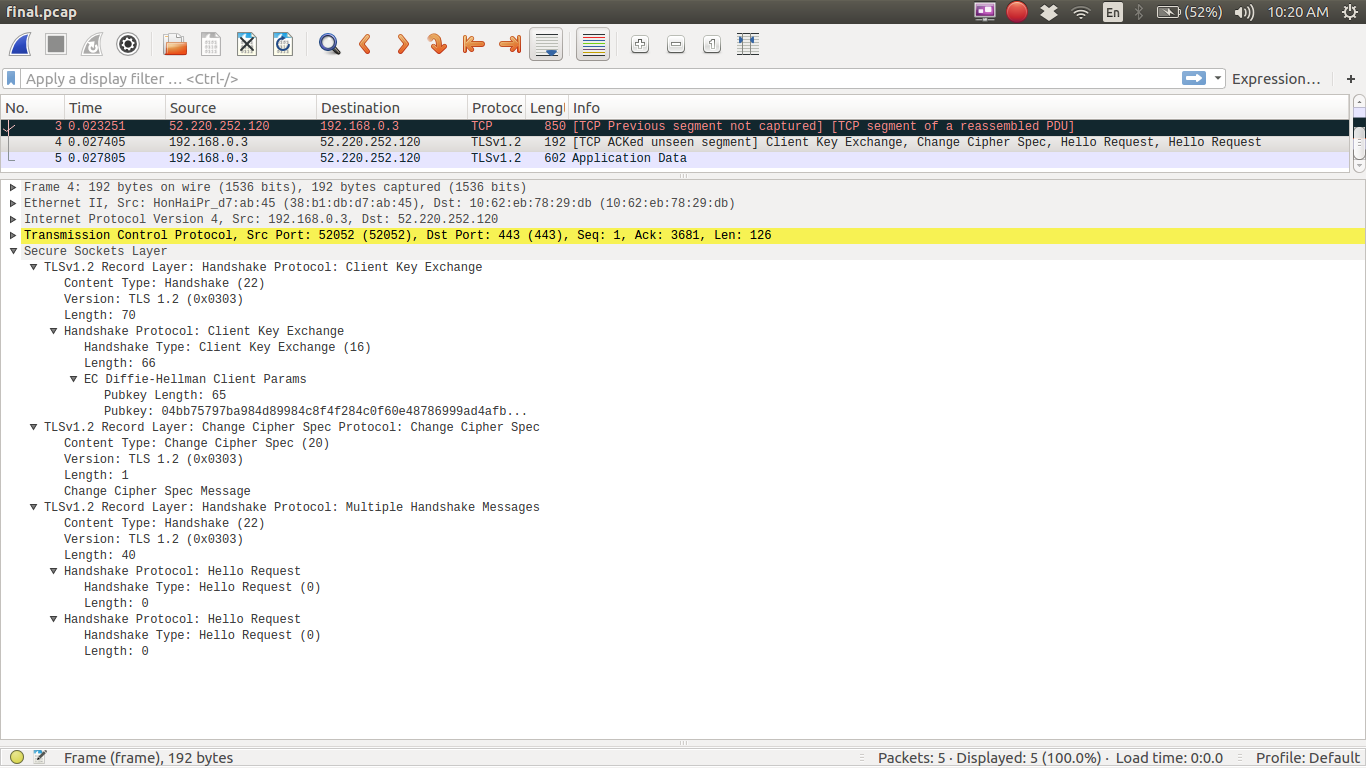 final.pcap En (52%) 10:20 AM
Apply a display filter … <Ctrl-/> Expression… +
No. Time Source Destination Protocc Lengt Info
3 0.023251 52.220.252.120 192.168.0.3 TCP 850 [TCP Previous segment not captured] [TCP segment of a reassembled PDU]
4 0.027405 192.168.0.3 52.220.252.120 TLSv1.2 192 [TCP ACKed unseen segment] Client Key Exchange, Change Cipher Spec, Hello Request, Hello Request
5 0.027805 192.168.0.3 52.220.252.120 TLSv1.2 602 Application Data
Frame 4: 192 bytes on wire (1536 bits), 192 bytes captured (1536 bits)
Ethernet II, Src: HonHaiPr_d7:ab:45 (38:b1:db:d7:ab:45), Dst: 10:62:eb:78:29:db (10:62:eb:78:29:db)
Internet Protocol Version 4, Src: 192.168.0.3, Dst: 52.220.252.120
Transmission Control Protocol, Src Port: 52052 (52052), Dst Port: 443 (443), Seq: 1, Ack: 3681, Len: 126
Secure Sockets Layer
TLSv1.2 Record Layer: Handshake Protocol: Client Key Exchange
Content Type: Handshake (22)
Version: TLS 1.2 (0x0303)
Length: 70
Handshake Protocol: Client Key Exchange
Handshake Type: Client Key Exchange (16)
Length: 66
EC Diffie-Hellman Client Params
Pubkey Length: 65
Pubkey: 04bb75797ba984d89984c8f4f284c0f60e48786999ad4afb...
TLSv1.2 Record Layer: Change Cipher Spec Protocol: Change Cipher Spec
Content Type: Change Cipher Spec (20)
Version: TLS 1.2 (0x0303)
Length: 1
Change Cipher Spec Message
TLSv1.2 Record Layer: Handshake Protocol: Multiple Handshake Messages
Content Type: Handshake (22)
Version: TLS 1.2 (0x0303)
Length: 40
Handshake Protocol: Hello Request
Handshake Type: Hello Request (0)
Length: 0
Handshake Protocol: Hello Request
Handshake Type: Hello Request (0)
Length: 0
Frame (frame), 192 bytes Packets: 5 · Displayed: 5 (100.0%) · Load time: 0:0.0 Profile: Default